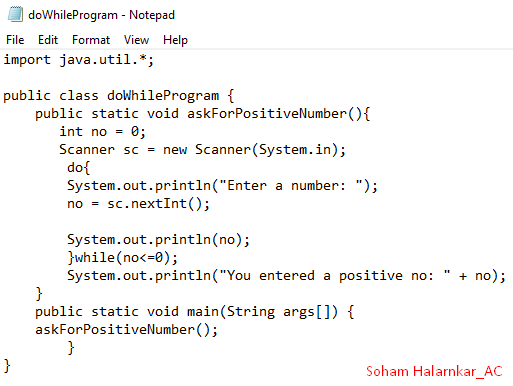 doWhileProgram - Notepad
File Edit Format View Help
import java.util.*;

public class doWhileProgram {
    public static void askForPositiveNumber(){
       int no = 0;
       Scanner sc = new Scanner(System.in);
        do{
        System.out.println("Enter a number: ");
        no = sc.nextInt();

        System.out.println(no);
        }while(no<=0);
        System.out.println("You entered a positive no: " + no);
    }
    public static void main(String args[]) {
    askForPositiveNumber();
        }
}
Soham Halarnkar_AC